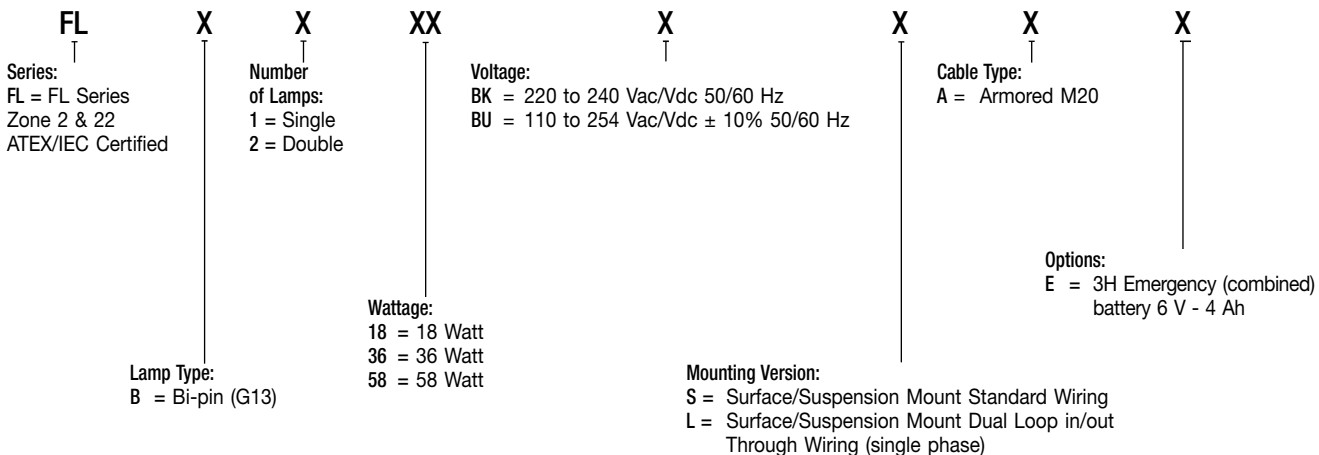 FL X X XX X X X X
Series:
FL = FL Series
Zone 2 & 22
ATEX/IEC Certified
Number
of Lamps:
1 = Single
2 = Double
Voltage:
BK = 220 to 240 Vac/Vdc 50/60 Hz
BU = 110 to 254 Vac/Vdc ± 10% 50/60 Hz
Cable Type:
A = Armored M20
Options:
E = 3H Emergency (combined)
battery 6 V - 4 Ah
Wattage:
18 = 18 Watt
36 = 36 Watt
58 = 58 Watt
Lamp Type:
B = Bi-pin (G13)
Mounting Version:
S = Surface/Suspension Mount Standard Wiring
L = Surface/Suspension Mount Dual Loop in/out
Through Wiring (single phase)